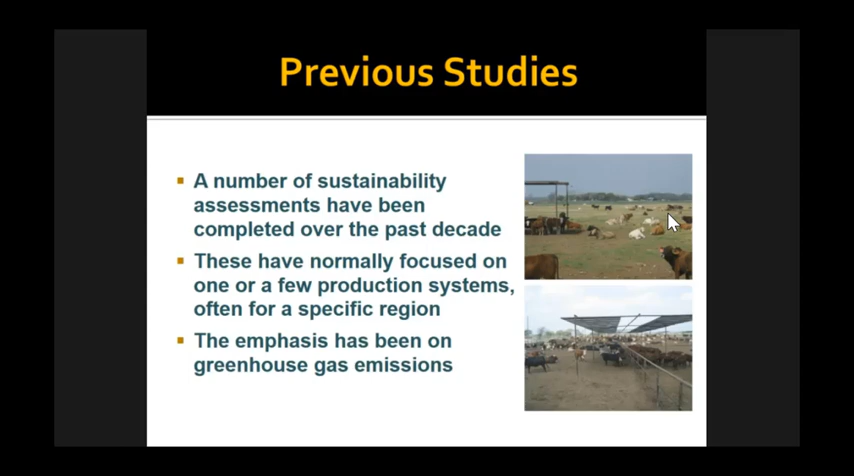 Previous Studies
A number of sustainability
assessments have been
completed over the past decade
These have normally focused on
one or a few production systems,
often for a specific region
The emphasis has been on
greenhouse gas emissions